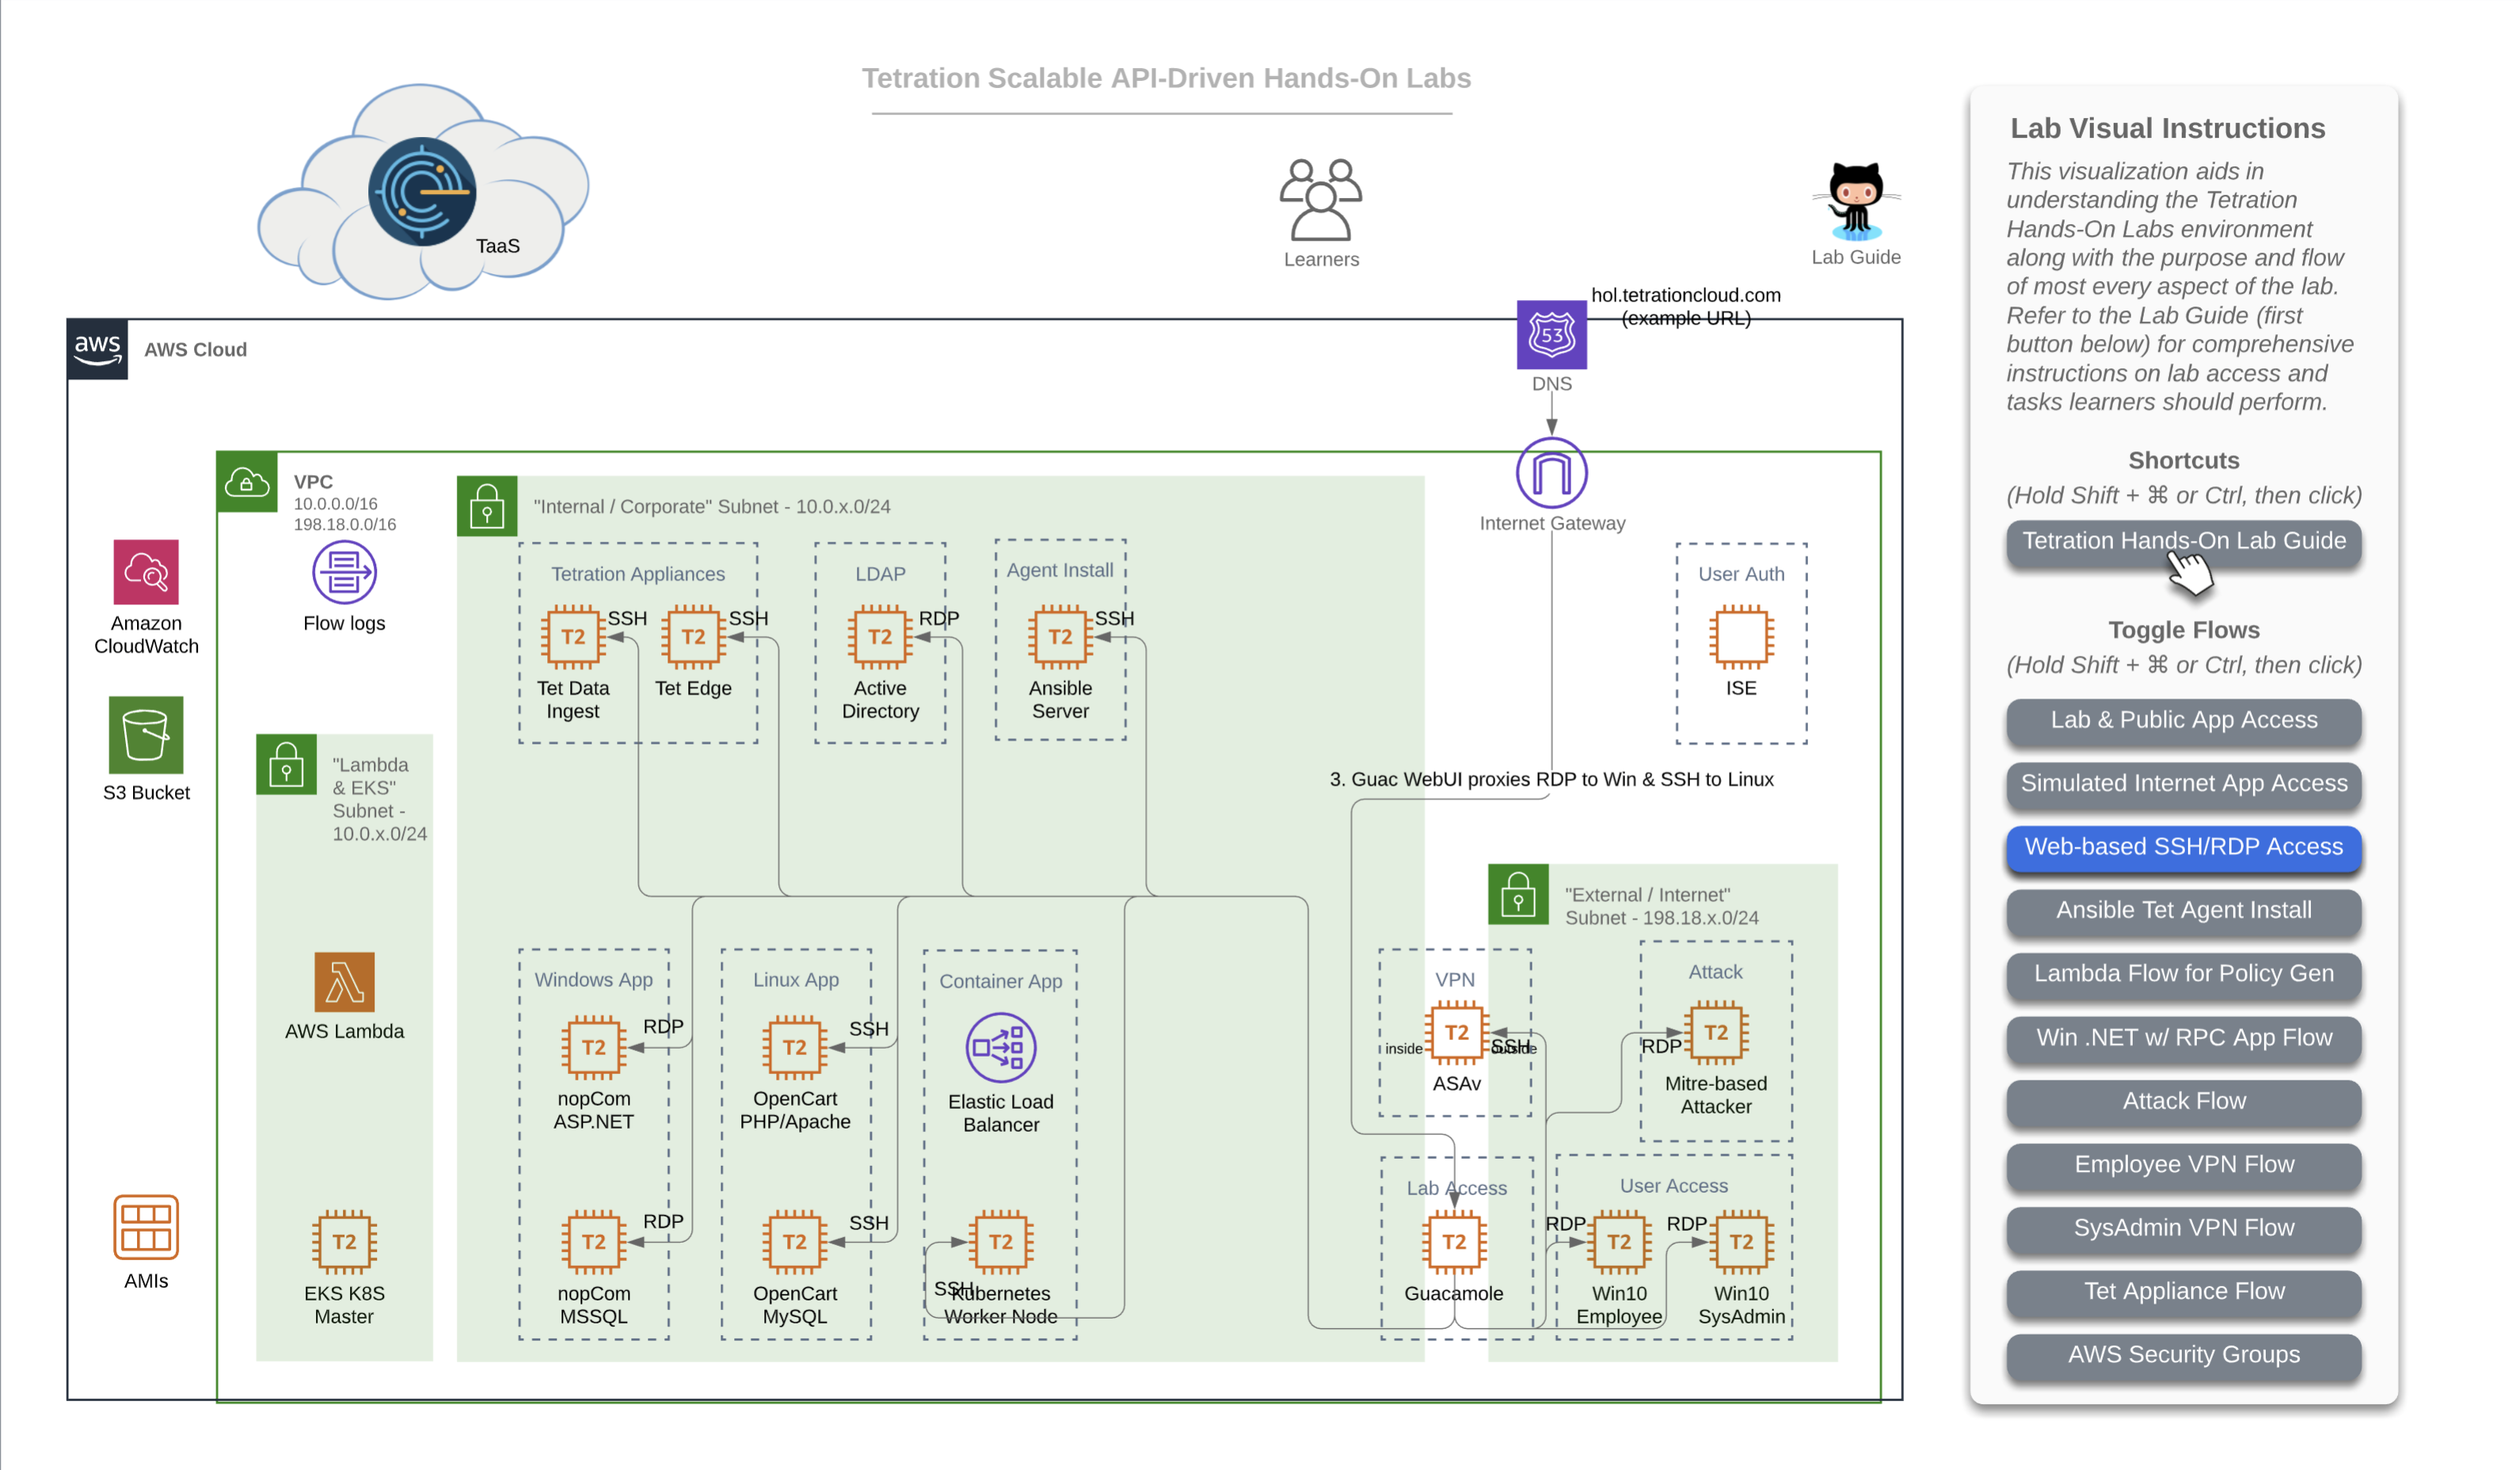 Tetration Scalable API-Driven Hands-On Labs
TaaS
Learners
Lab Guide
hol.tetrationcloud.com
(example URL)
53
DNS
aws
AWS Cloud
Internet Gateway
VPC
10.0.0.0/16
198.18.0.0/16
Flow logs
Amazon
CloudWatch
S3 Bucket
AMIs
"Lambda
& EKS"
Subnet -
10.0.x.0/24
AWS Lambda
T2
EKS K8S
Master
"Internal / Corporate" Subnet - 10.0.x.0/24
Tetration Appliances
T2
SSH
Tet Data
Ingest
T2
SSH
Tet Edge
LDAP
T2
RDP
Active
Directory
Agent Install
T2
SSH
Ansible
Server
User Auth
ISE
3. Guac WebUI proxies RDP to Win & SSH to Linux
Windows App
T2
RDP
nopCom
ASP.NET
T2
RDP
nopCom
MSSQL
Linux App
T2
SSH
OpenCart
PHP/Apache
T2
SSH
OpenCart
MySQL
Container App
Elastic Load
Balancer
T2
SSH
Kubernetes
Worker Node
"External / Internet"
Subnet - 198.18.x.0/24
VPN
inside
T2
outside
SSH
ASAv
Attack
RDP
T2
Mitre-based
Attacker
Lab Access
T2
Guacamole
User Access
RDP
T2
Win10
Employee
RDP
T2
Win10
SysAdmin
Lab Visual Instructions
This visualization aids in
understanding the Tetration
Hands-On Labs environment
along with the purpose and flow
of most every aspect of the lab.
Refer to the Lab Guide (first
button below) for comprehensive
instructions on lab access and
tasks learners should perform.
Shortcuts
(Hold Shift + ⌘ or Ctrl, then click)
Tetration Hands-On Lab Guide
Toggle Flows
(Hold Shift + ⌘ or Ctrl, then click)
Lab & Public App Access
Simulated Internet App Access
Web-based SSH/RDP Access
Ansible Tet Agent Install
Lambda Flow for Policy Gen
Win .NET w/ RPC App Flow
Attack Flow
Employee VPN Flow
SysAdmin VPN Flow
Tet Appliance Flow
AWS Security Groups